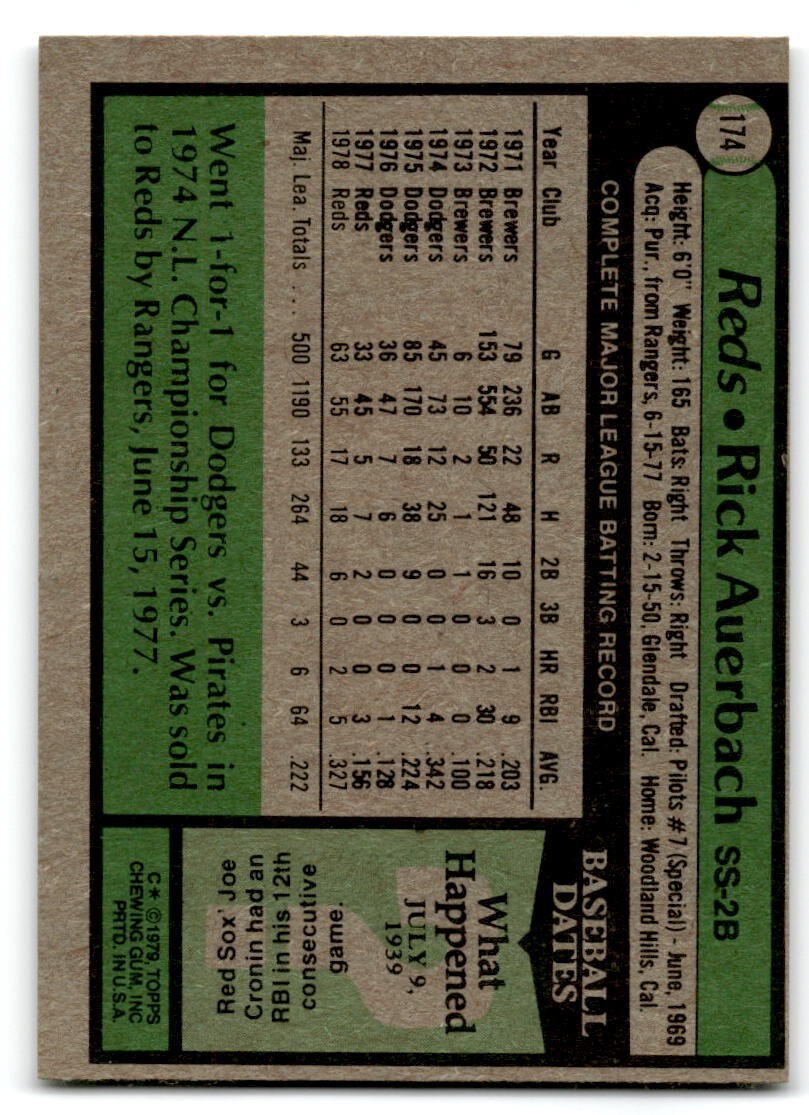 174
Reds • Rick Auerbach SS-2B
Height: 6'0" Weight: 165 Bats: Right Throws: Right Drafted: Pilots #7 (Special) - June, 1969
Acq: Pur., from Rangers, 6-15-77 Born: 2-15-50, Glendale, Cal. Home: Woodland Hills, Cal.
COMPLETE MAJOR LEAGUE BATTING RECORD
Year Club G AB R H 2B 3B HR RBI AVG.
1971 Brewers 79 236 22 48 10 0 1 9 .203
1972 Brewers 153 554 50 121 16 3 2 30 .218
1973 Brewers 6 10 2 1 1 0 0 0 .100
1974 Dodgers 45 73 12 25 0 0 1 4 .342
1975 Dodgers 85 170 18 38 9 0 0 12 .224
1976 Dodgers 36 47 7 6 0 0 0 1 .128
1977 Reds 33 45 5 7 2 0 0 3 .156
1978 Reds 63 55 17 18 6 0 2 5 .327
Maj. Lea. Totals ... 500 1190 133 264 44 3 6 64 .222
Went 1-for-1 for Dodgers vs. Pirates in
1974 N.L. Championship Series. Was sold
to Reds by Rangers, June 15, 1977.
BASEBALL
DATES
What
Happened
JULY 9,
1939
Red Sox' Joe
Cronin had an
RBI in his 12th
consecutive
game.
C* ©1979, TOPPS
CHEWING GUM, INC
PRTD. IN U.S.A.